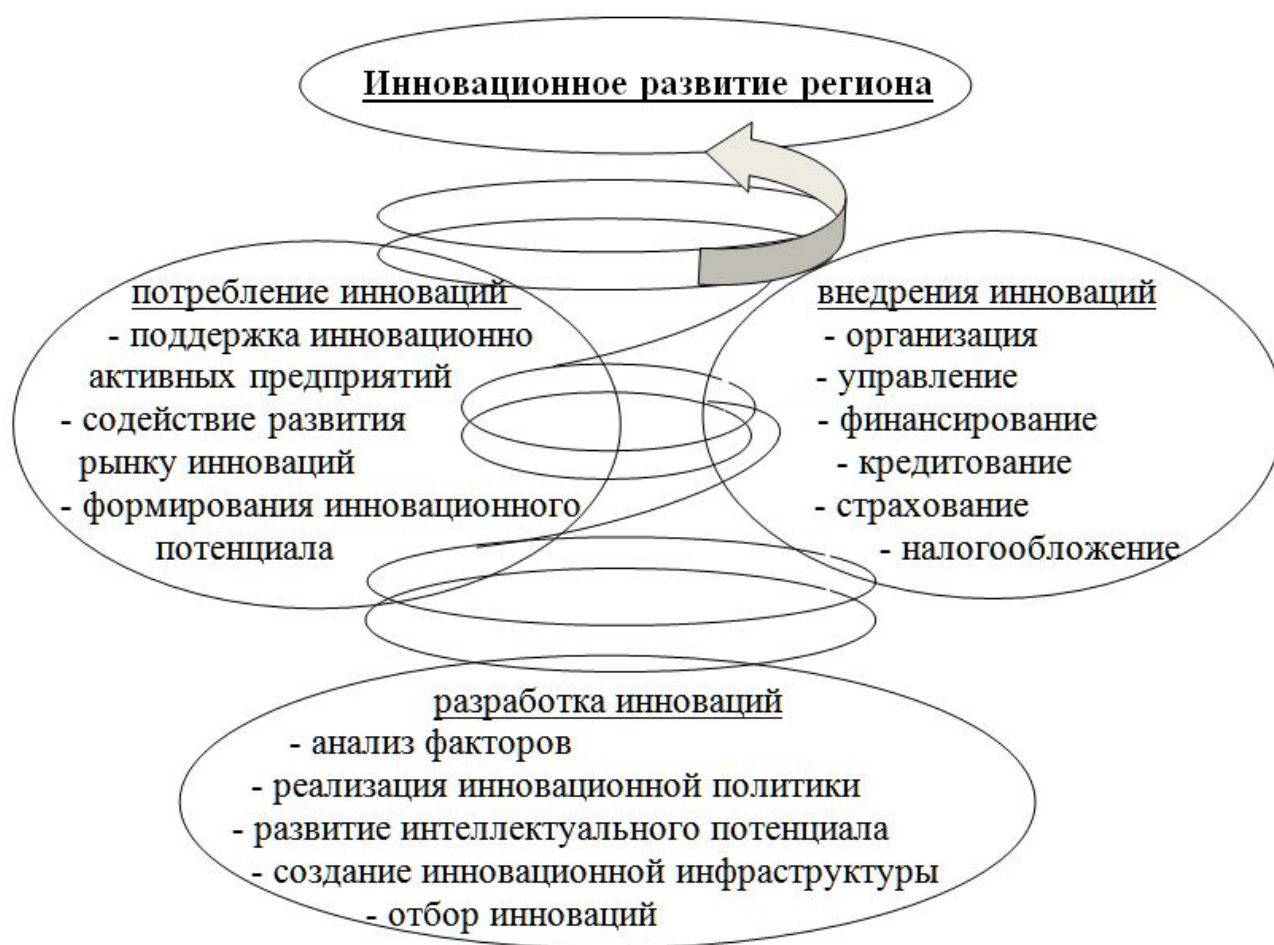 Инновационное развитие региона
потребление инноваций
- поддержка инновационно
активных предприятий
- содействие развития
рынку инноваций
- формирования инновационного
потенциала
внедрения инноваций
- организация
- управление
- финансирование
- кредитование
- страхование
- налогообложение
разработка инноваций
- анализ факторов
- реализация инновационной политики
- развитие интеллектуального потенциала
- создание инновационной инфраструктуры
- отбор инноваций